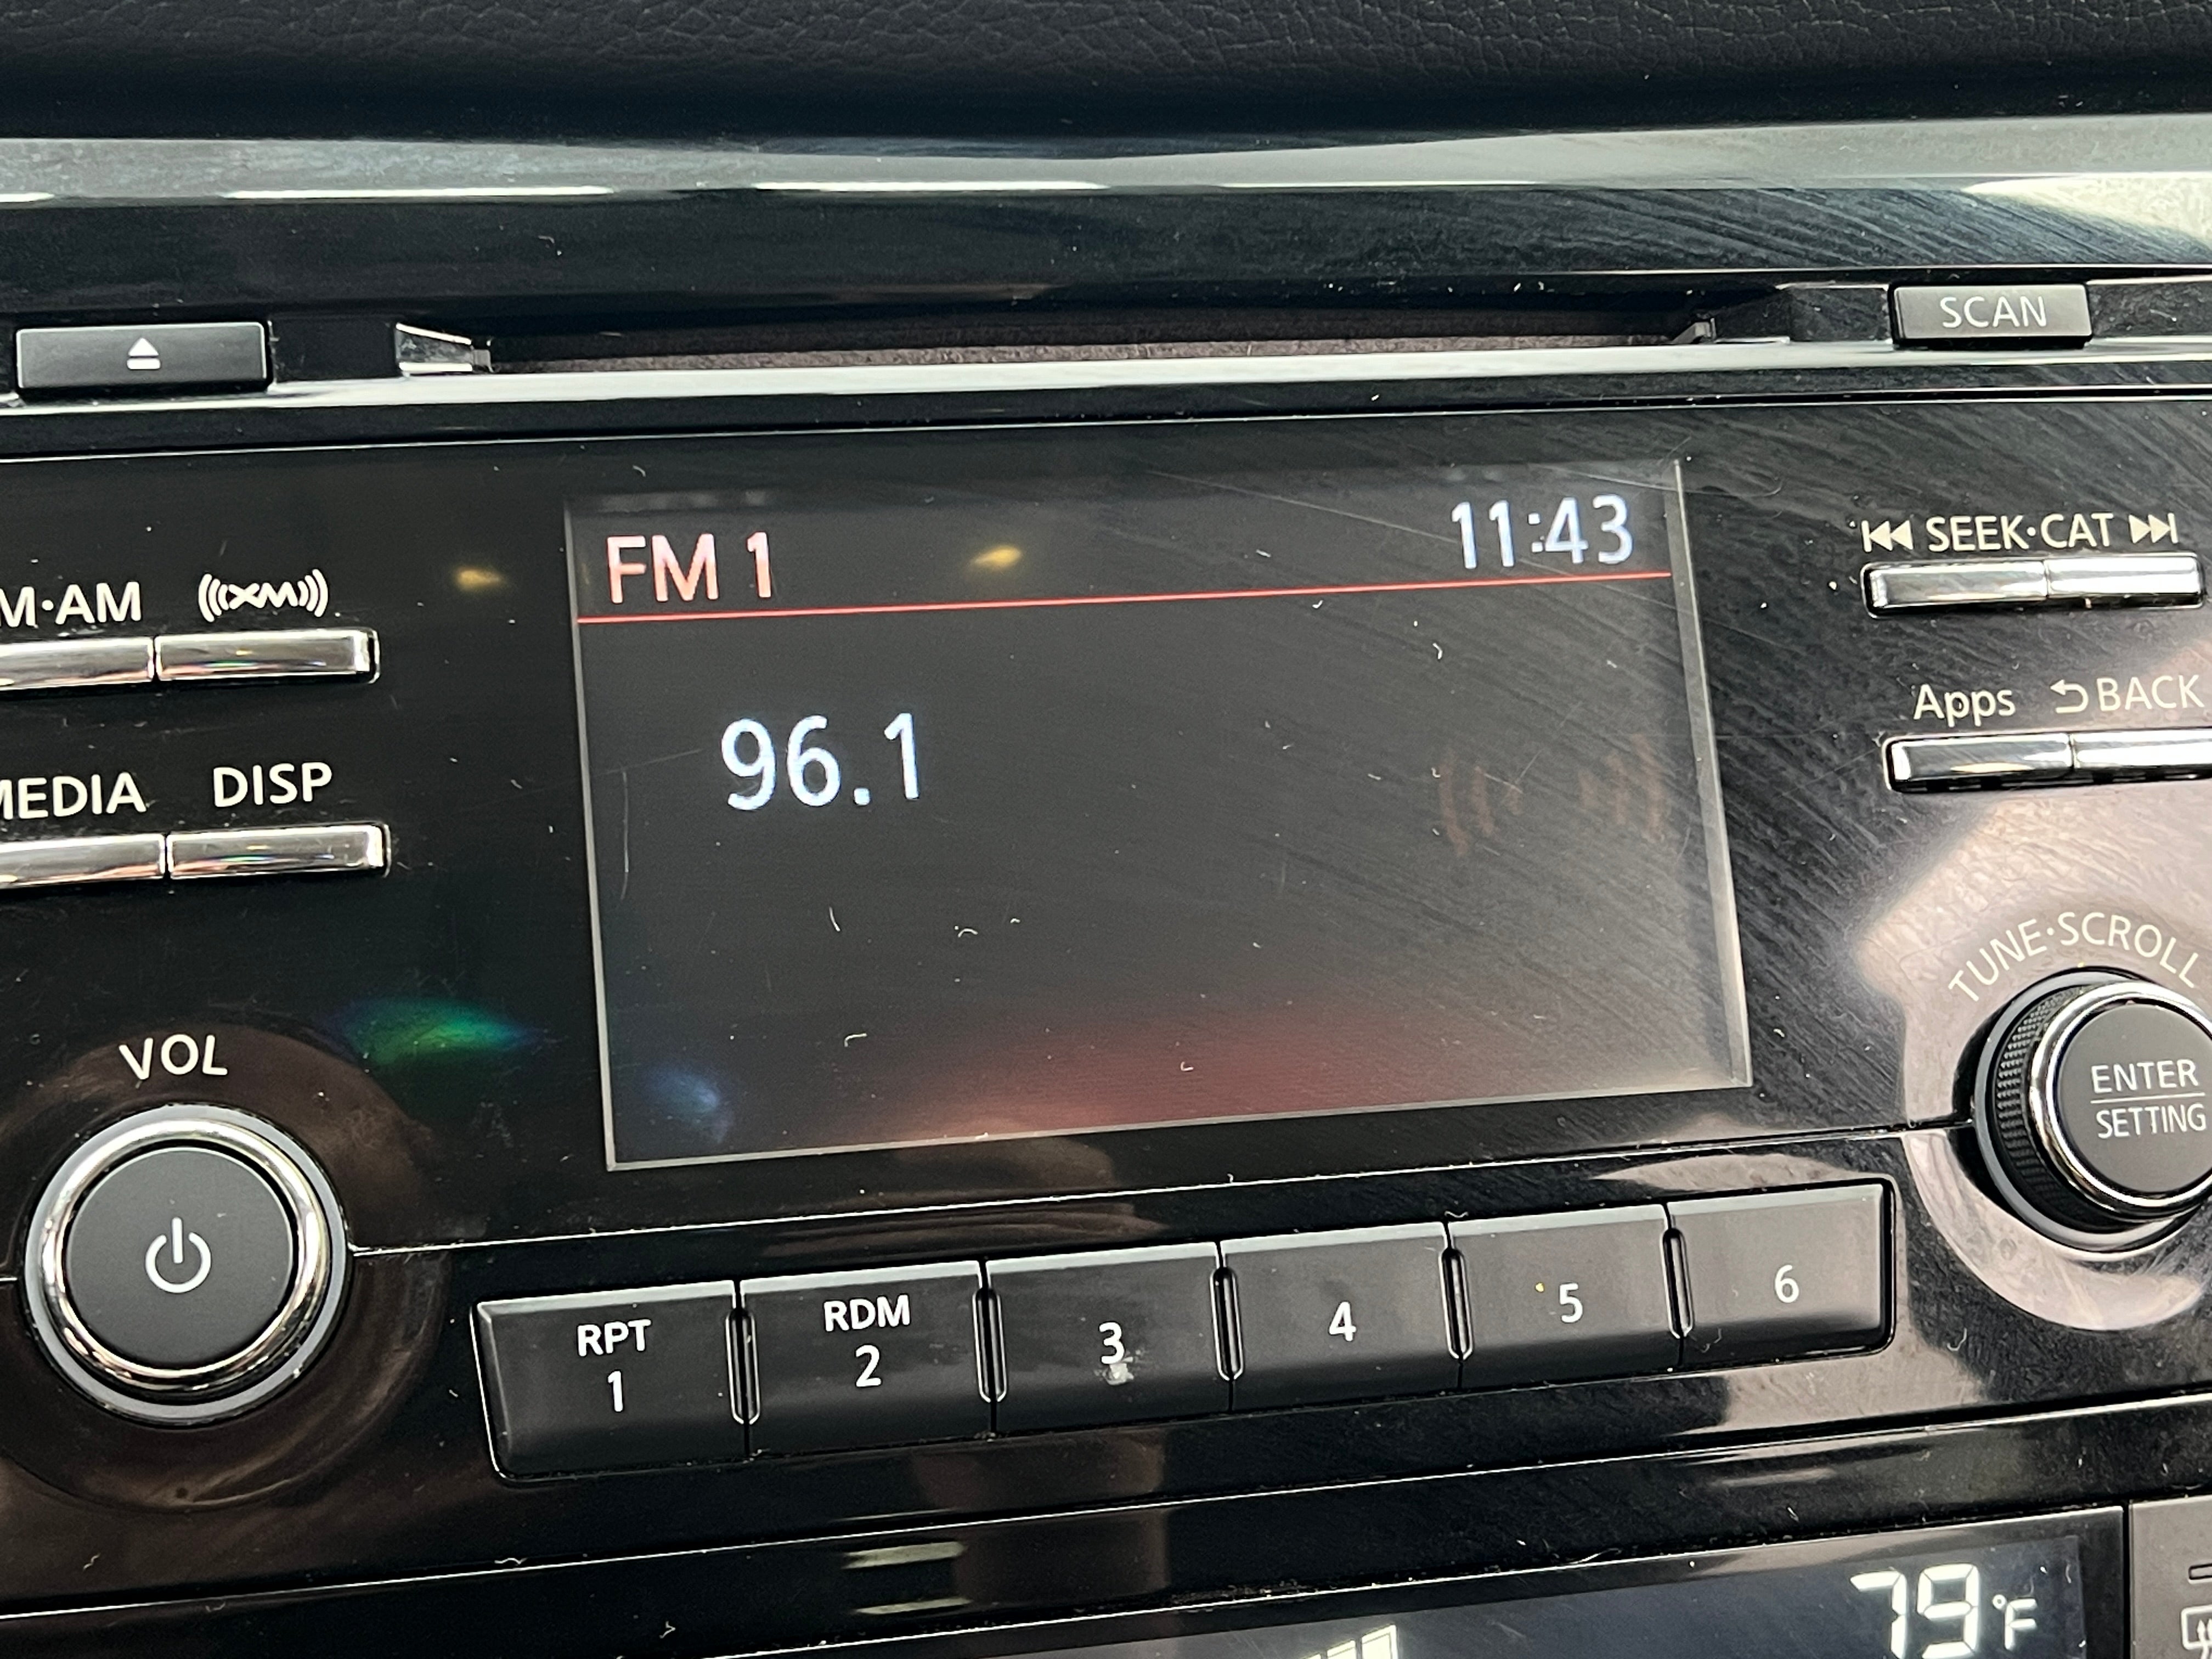 SCAN
FM 1
11:43
SEEK·CAT
M·AM
XM
96.1
Apps
BACK
MEDIA
DISP
TUNE·SCROLL
VOL
ENTER
SETTING
RPT
1
RDM
2
3
4
5
6
79°F